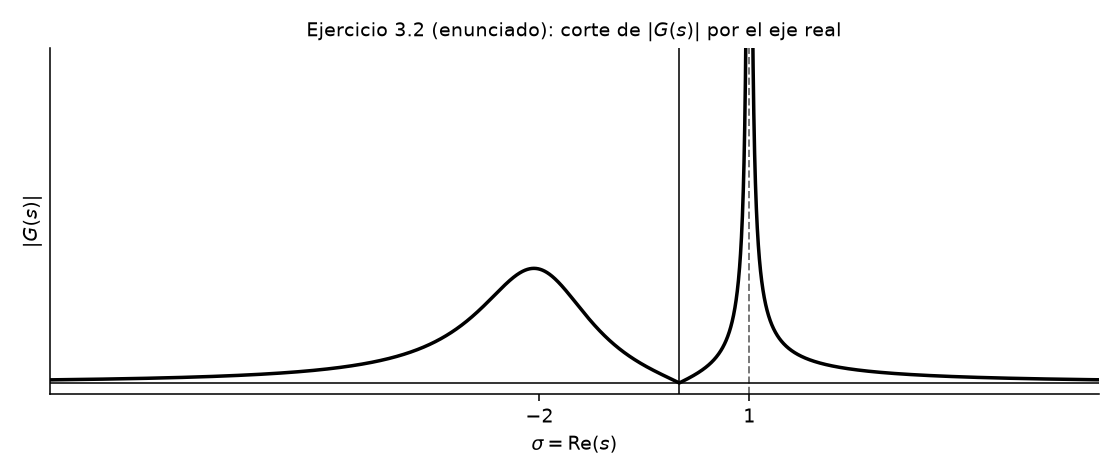 Ejercicio 3.2 (enunciado): corte de |G(s)| por el eje real
|G(s)|
−2
1
σ = Re(s)